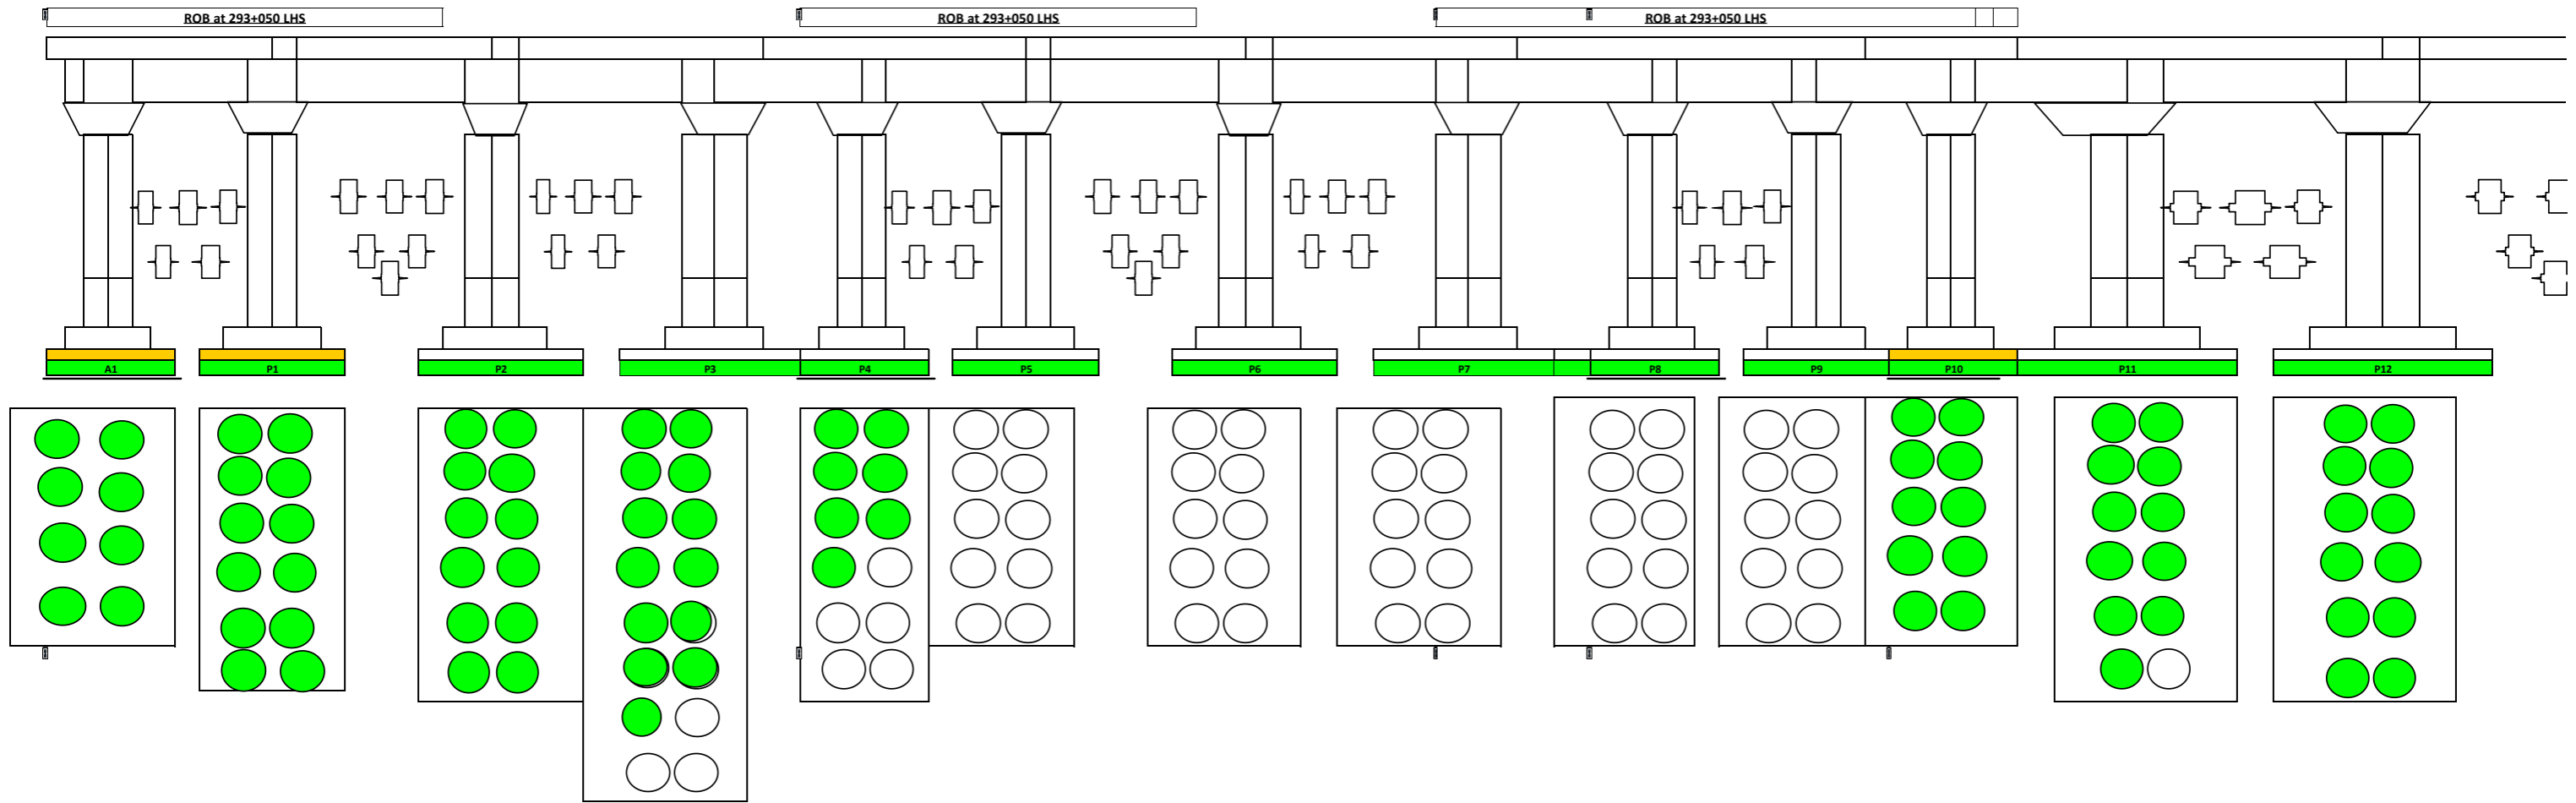 ROB at 293+050 LHS
ROB at 293+050 LHS
ROB at 293+050 LHS
A1
P1
P2
P3
P4
P5
P6
P7
P8
P9
P10
P11
P12